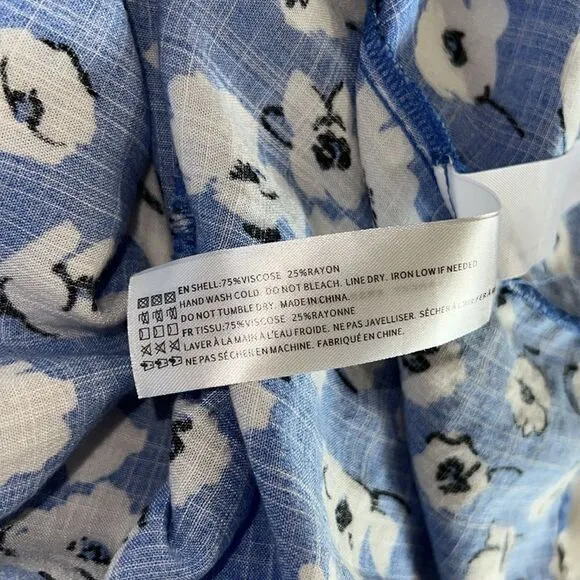 EN SHELL:75%VISCOSE 25%RAYON
HAND WASH COLD. DO NOT BLEACH. LINE DRY. IRON LOW IF NEEDED
DO NOT TUMBLE DRY. MADE IN CHINA.
FR TISSU:75%VISCOSE 25%RAYONNE
LAVER À LA MAIN À L'EAU FROIDE. NE PAS JAVELLISER. SÉCHER À
NE PAS SÉCHER EN MACHINE. FABRIQUÉ EN CHINE.